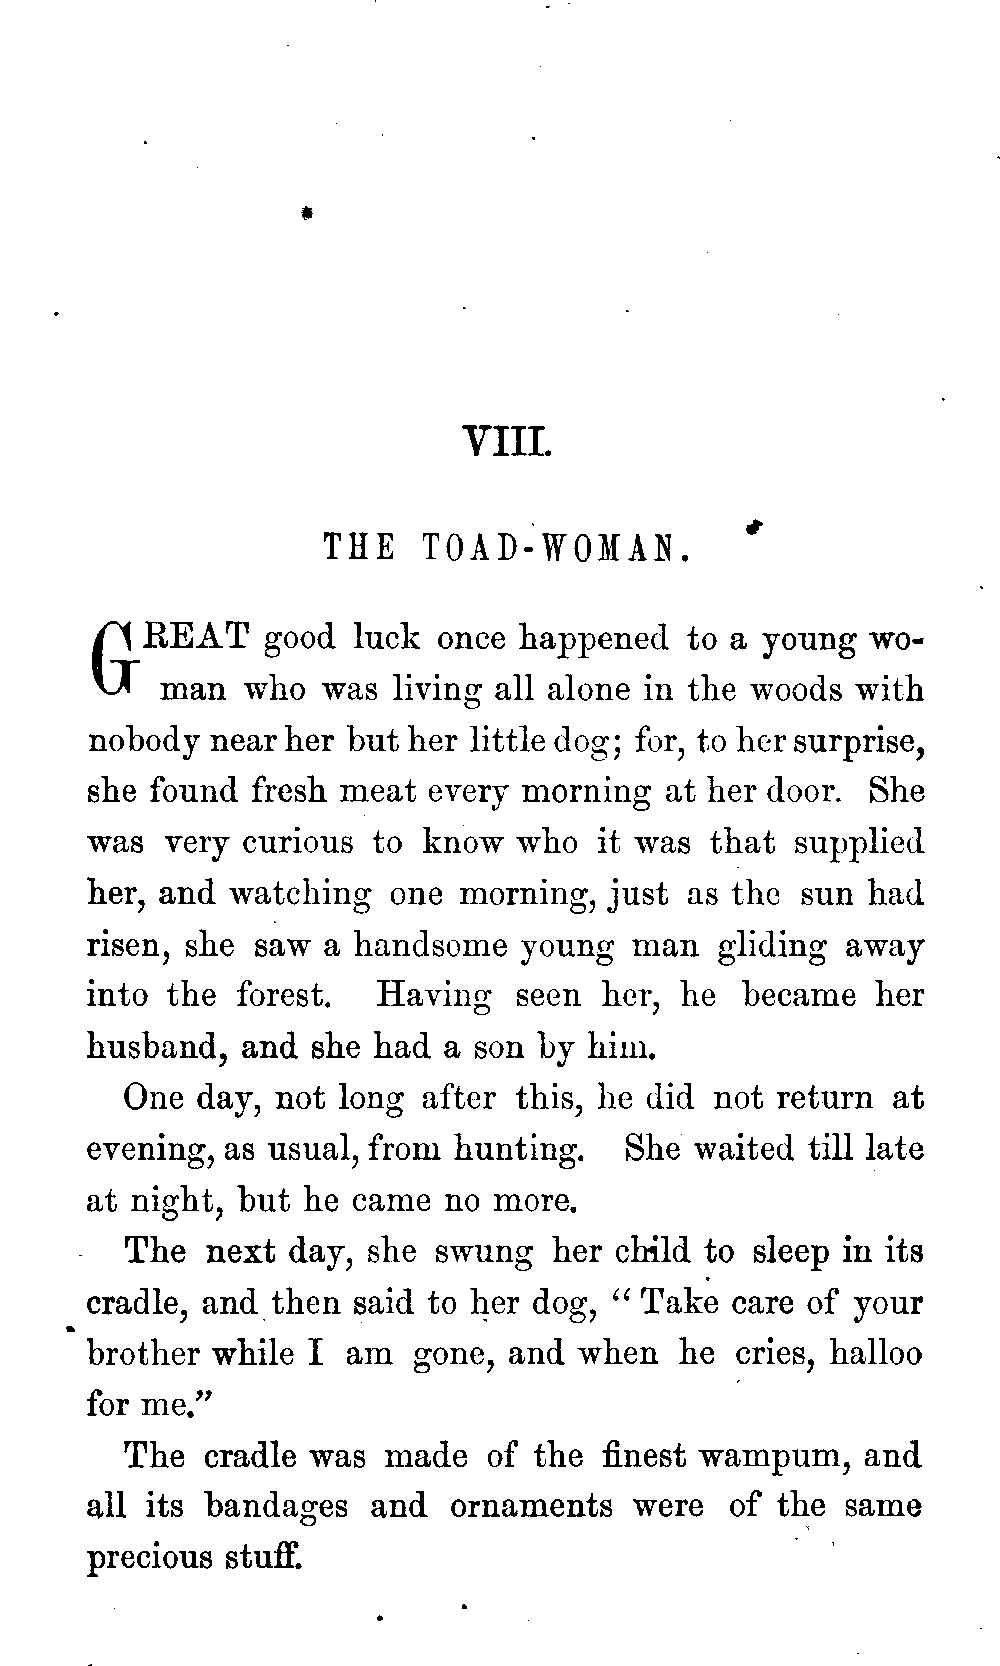 VIII.
THE TOAD-WOMAN.
GREAT good luck once happened to a young wo-
man who was living all alone in the woods with
nobody near her but her little dog; for, to her surprise,
she found fresh meat every morning at her door. She
was very curious to know who it was that supplied
her, and watching one morning, just as the sun had
risen, she saw a handsome young man gliding away
into the forest. Having seen her, he became her
husband, and she had a son by him.
One day, not long after this, he did not return at
evening, as usual, from hunting. She waited till late
at night, but he came no more.
The next day, she swung her child to sleep in its
cradle, and then said to her dog, “Take care of your
brother while I am gone, and when he cries, halloo
for me.”
The cradle was made of the finest wampum, and
all its bandages and ornaments were of the same
precious stuff.